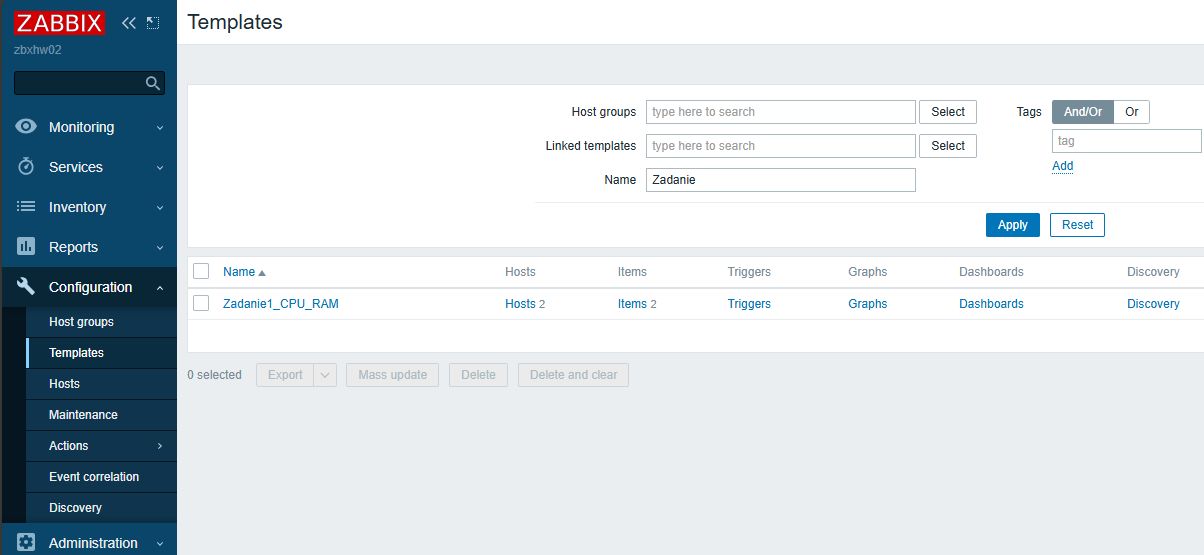 ZABBIX
zbxhw02
Monitoring
Services
Inventory
Reports
Configuration
Host groups
Templates
Hosts
Maintenance
Actions
Event correlation
Discovery
Administration
Templates
Host groups type here to search Select
Tags And/Or Or
tag
Add
Linked templates type here to search Select
Name Zadanie
Apply Reset
Name Hosts Items Triggers Graphs Dashboards Discovery
Zadanie1_CPU_RAM Hosts 2 Items 2 Triggers Graphs Dashboards Discovery
0 selected Export Mass update Delete Delete and clear